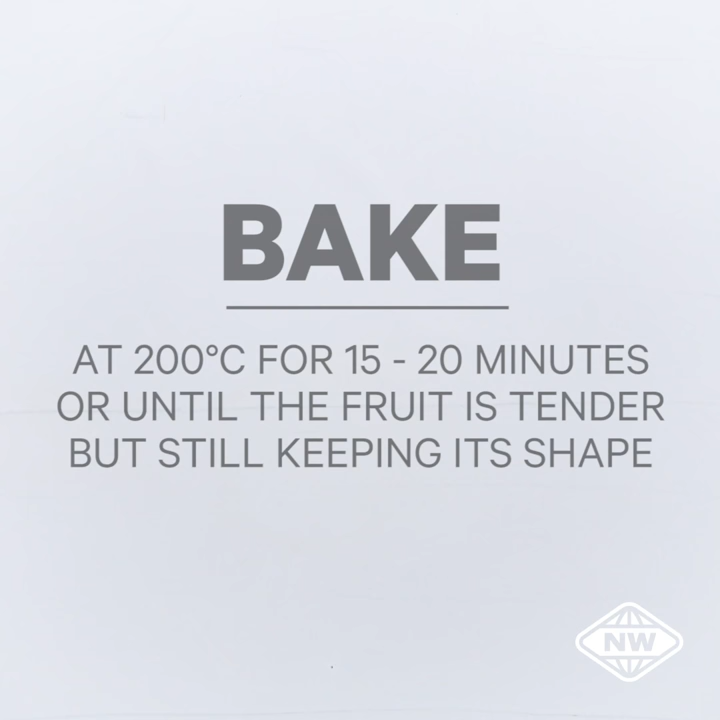 BAKE
AT 200°C FOR 15 - 20 MINUTES
OR UNTIL THE FRUIT IS TENDER
BUT STILL KEEPING ITS SHAPE
NW